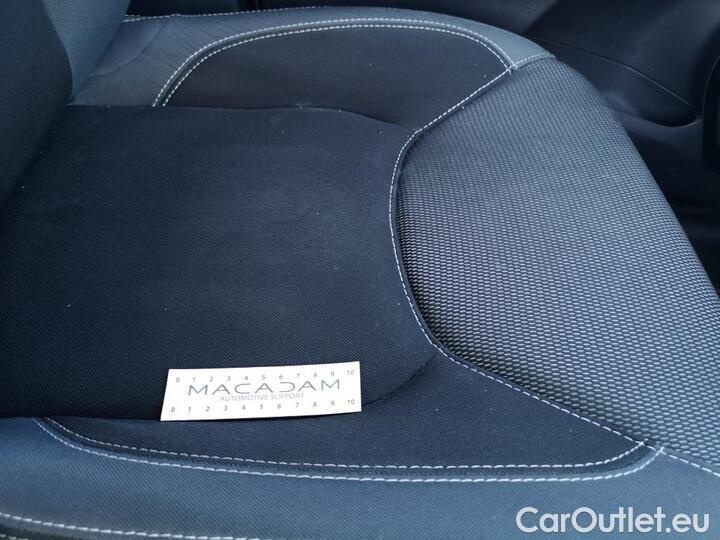 0 1 2 3 4 5 6 7 8 9 10
MACADAM
AUTOMOTIVE SUPPORT
0 1 2 3 4 5 6 7 8 9 10
CarOutlet.eu